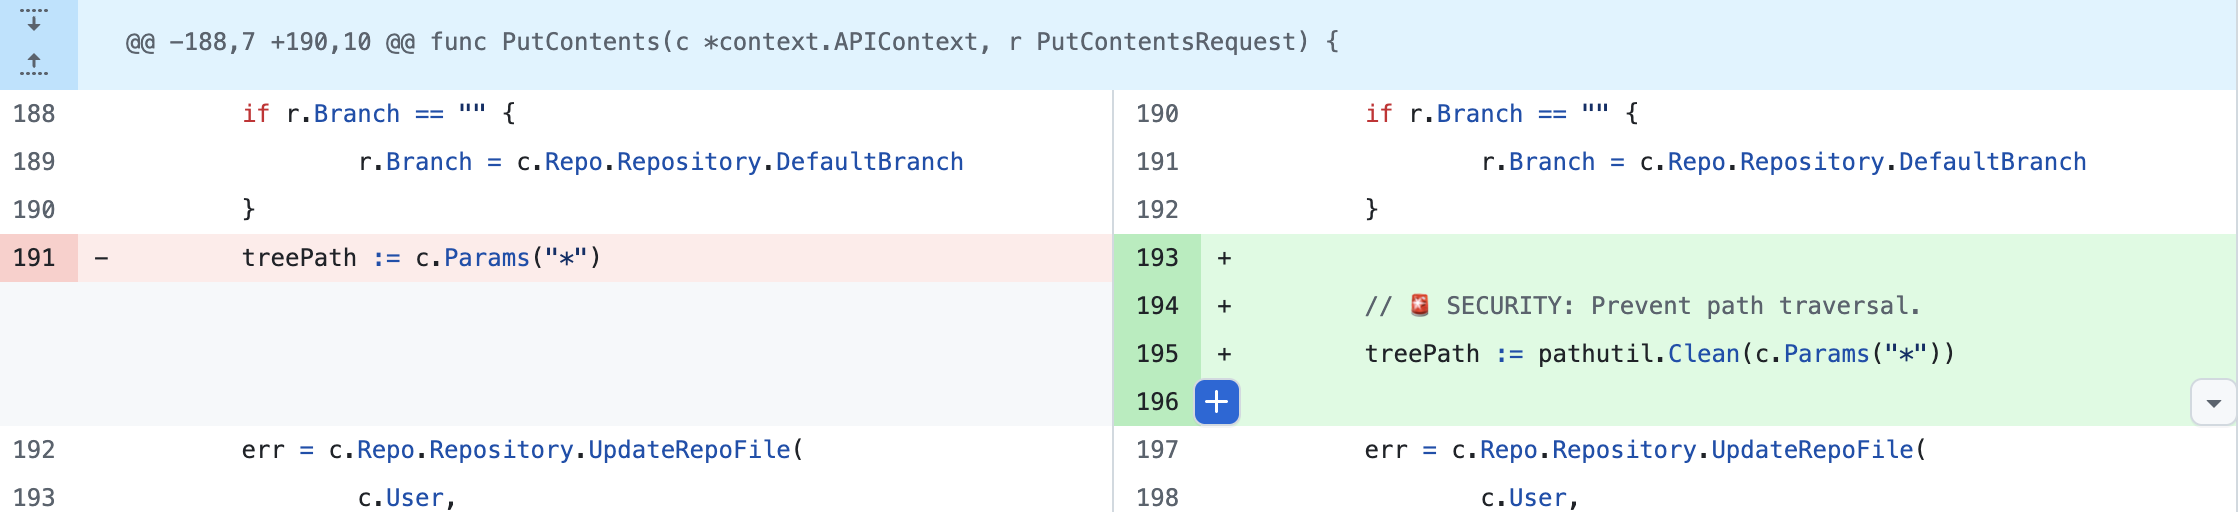 @@ -188,7 +190,10 @@ func PutContents(c *context.APIContext, r PutContentsRequest) {
188 if r.Branch == "" {
189 r.Branch = c.Repo.Repository.DefaultBranch
190 }
191 - treePath := c.Params("*")
192 err = c.Repo.Repository.UpdateRepoFile(
193 c.User,
190 if r.Branch == "" {
191 r.Branch = c.Repo.Repository.DefaultBranch
192 }
193 +
194 + // 🚨 SECURITY: Prevent path traversal.
195 + treePath := pathutil.Clean(c.Params("*"))
196 +
197 err = c.Repo.Repository.UpdateRepoFile(
198 c.User,